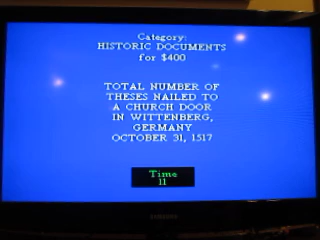 Category:
HISTORIC DOCUMENTS
for $400
TOTAL NUMBER OF
THESES NAILED TO
A CHURCH DOOR
IN WITTENBERG,
GERMANY
OCTOBER 31, 1517
Time
11
SAMSUNG